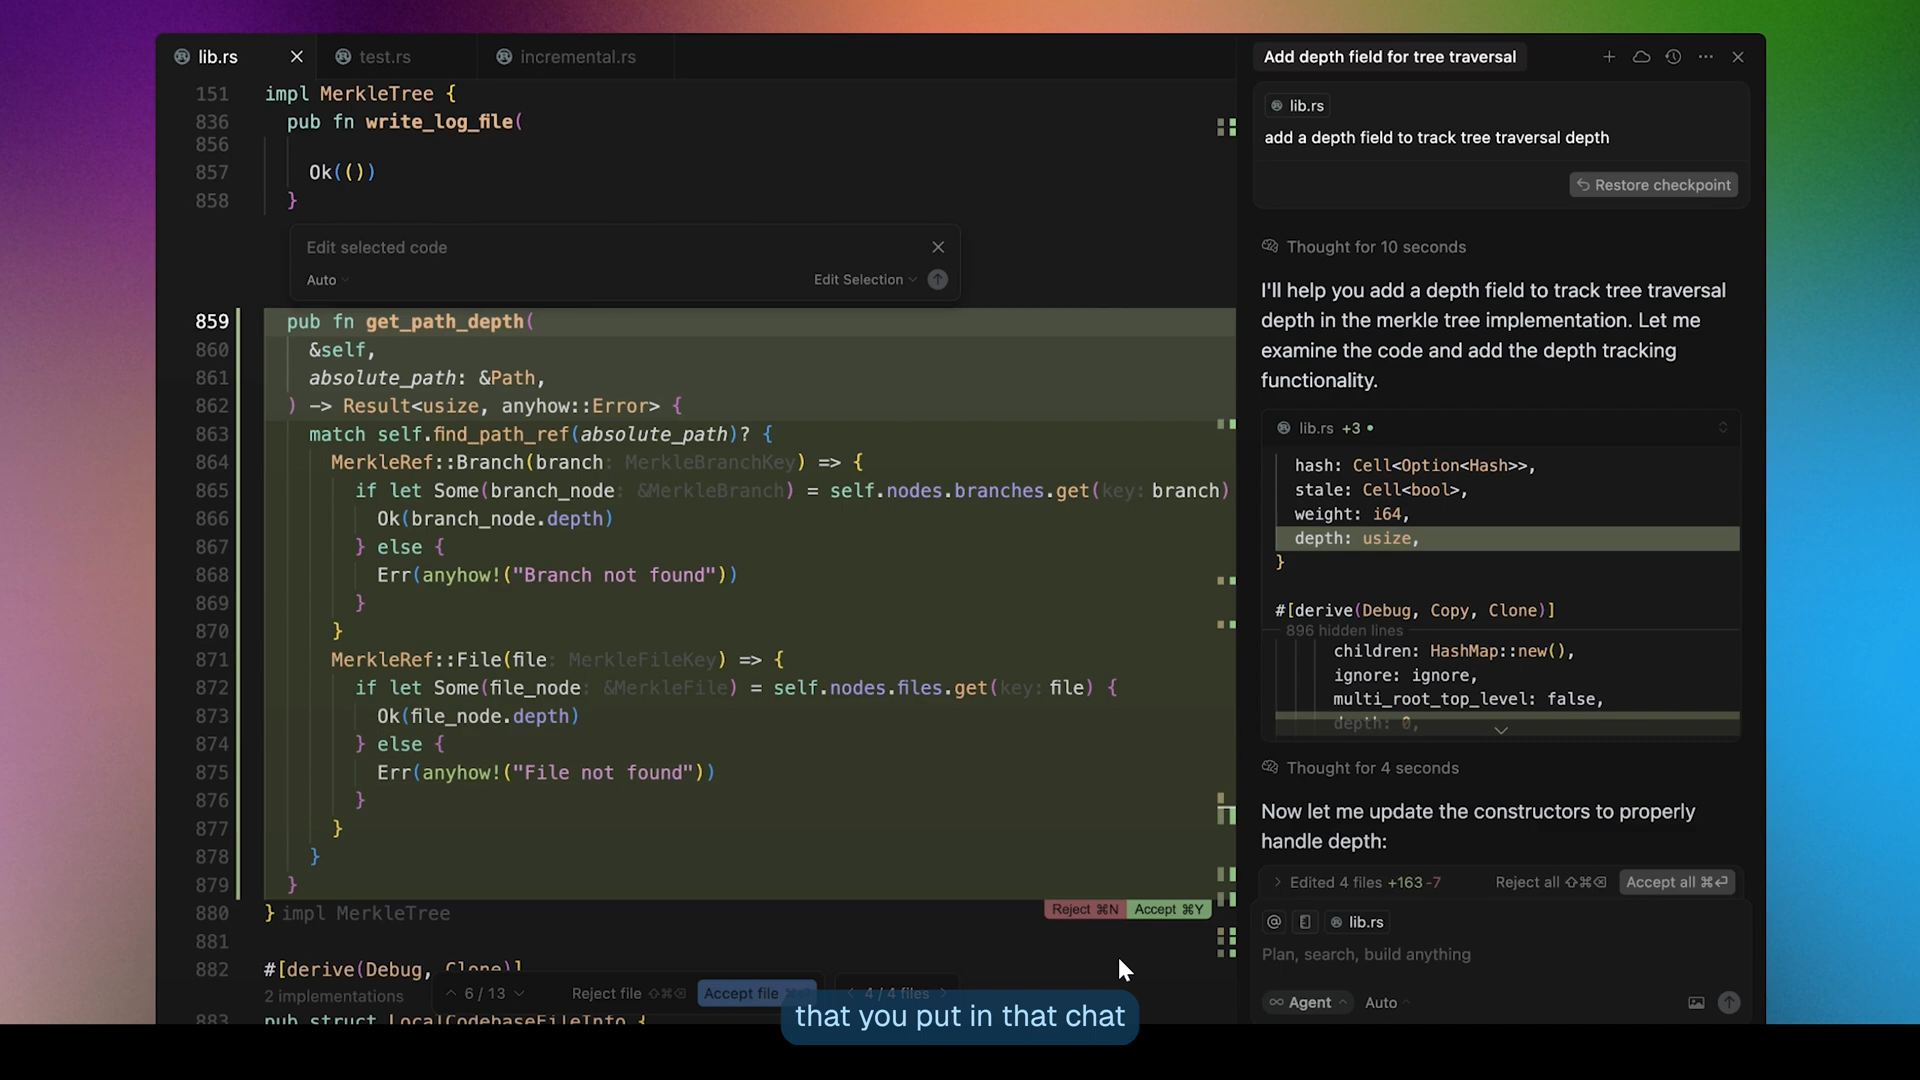 lib.rs
test.rs
incremental.rs
151 impl MerkleTree {
836 pub fn write_log_file(
856
857 Ok(())
858 }
Edit selected code
Auto
Edit Selection
859 pub fn get_path_depth(
860 &self,
861 absolute_path: &Path,
862 ) -> Result<usize, anyhow::Error> {
863 match self.find_path_ref(absolute_path)? {
864 MerkleRef::Branch(branch: MerkleBranchKey) => {
865 if let Some(branch_node: &MerkleBranch) = self.nodes.branches.get(key: branch)
866 Ok(branch_node.depth)
867 } else {
868 Err(anyhow!("Branch not found"))
869 }
870 }
871 MerkleRef::File(file: MerkleFileKey) => {
872 if let Some(file_node: &MerkleFile) = self.nodes.files.get(key: file) {
873 Ok(file_node.depth)
874 } else {
875 Err(anyhow!("File not found"))
876 }
877 }
878 }
879 }
880 } impl MerkleTree
Reject ⌘N Accept ⌘Y
881
882 #[derive(Debug, Clone)]
2 implementations
6 / 13 Reject file ⇧⌘⌫ Accept file 4 / 4 files
883 pub struct LocalCodebaseFileInfo {
that you put in that chat
Add depth field for tree traversal
lib.rs
add a depth field to track tree traversal depth
Restore checkpoint
Thought for 10 seconds
I'll help you add a depth field to track tree traversal
depth in the merkle tree implementation. Let me
examine the code and add the depth tracking
functionality.
lib.rs +3
hash: Cell<Option<Hash>>,
stale: Cell<bool>,
weight: i64,
depth: usize,
}
#[derive(Debug, Copy, Clone)]
896 hidden lines
children: HashMap::new(),
ignore: ignore,
multi_root_top_level: false,
depth: 0,
Thought for 4 seconds
Now let me update the constructors to properly
handle depth:
Edited 4 files +163 -7 Reject all ⇧⌘⌫ Accept all ⌘⏎
@ lib.rs
Plan, search, build anything
∞ Agent Auto